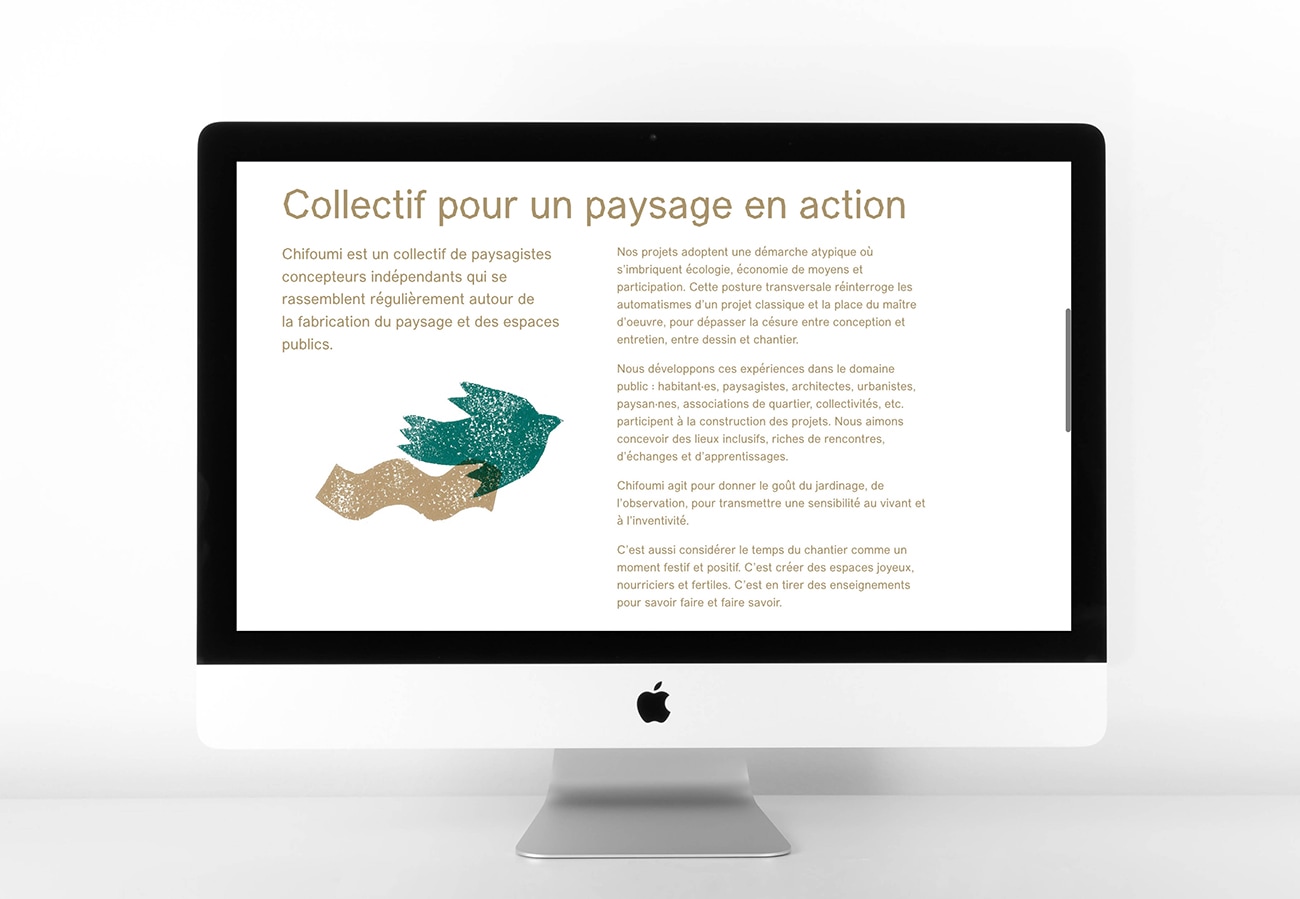 Collectif pour un paysage en action
Chifoumi est un collectif de paysagistes
concepteurs indépendants qui se
rassemblent régulièrement autour de
la fabrication du paysage et des espaces
publics.
Nos projets adoptent une démarche atypique où
s’imbriquent écologie, économie de moyens et
participation. Cette posture transversale réinterroge les
automatismes d’un projet classique et la place du maître
d’oeuvre, pour dépasser la césure entre conception et
entretien, entre dessin et chantier.
Nous développons ces expériences dans le domaine
public : habitant·es, paysagistes, architectes, urbanistes,
paysan·nes, associations de quartier, collectivités, etc.
participent à la construction des projets. Nous aimons
concevoir des lieux inclusifs, riches de rencontres,
d’échanges et d’apprentissages.
Chifoumi agit pour donner le goût du jardinage, de
l’observation, pour transmettre une sensibilité au vivant et
à l’inventivité.
C’est aussi considérer le temps du chantier comme un
moment festif et positif. C’est créer des espaces joyeux,
nourriciers et fertiles. C’est en tirer des enseignements
pour savoir faire et faire savoir.